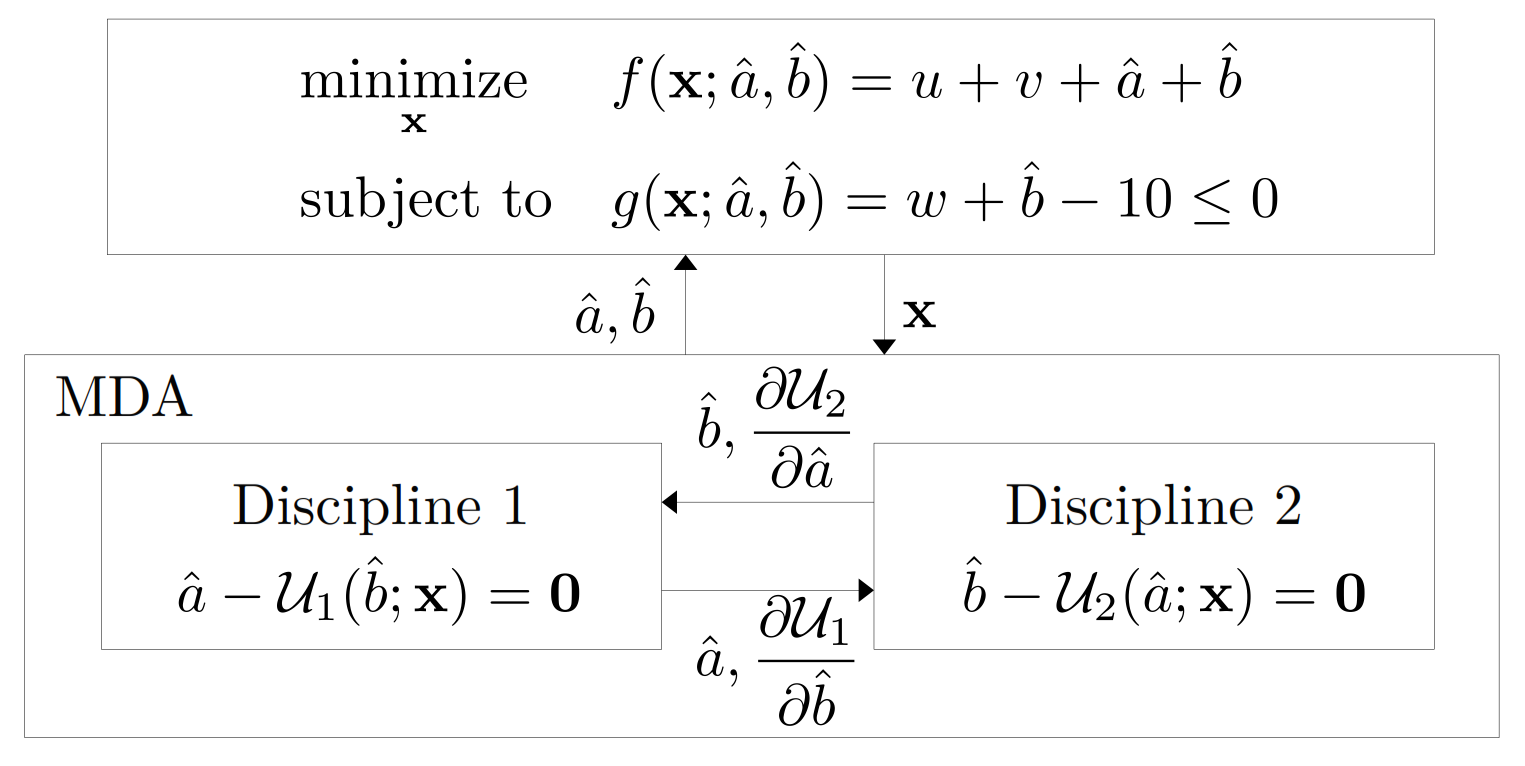 minimize f(𝐱; â, b̂) = u + v + â + b̂
𝐱
subject to g(𝐱; â, b̂) = w + b̂ − 10 ≤ 0
â, b̂
𝐱
MDA
b̂, ∂𝒰₂/∂â
Discipline 1
â − 𝒰₁(b̂; 𝐱) = 𝟎
Discipline 2
b̂ − 𝒰₂(â; 𝐱) = 𝟎
â, ∂𝒰₁/∂b̂